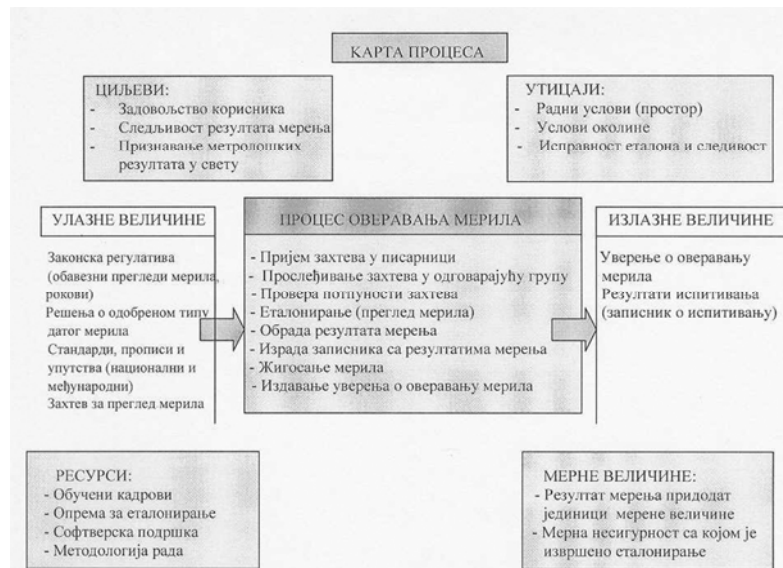 КАРТА ПРОЦЕСА
ЦИЉЕВИ:
- Задовољство корисника
- Следљивост резултата мерења
- Признавање метролошких
резултата у свету
УТИЦАЈИ:
- Радни услови (простор)
- Услови околине
- Исправност еталона и следивост
УЛАЗНЕ ВЕЛИЧИНЕ
Законска регулатива
(обавезни прегледи мерила,
рокови)
Решења о одобреном типу
датог мерила
Стандарди, прописи и
упутства (национални и
међународни)
Захтев за преглед мерила
ПРОЦЕС ОВЕРАВАЊА МЕРИЛА
- Пријем захтева у писарници
- Прослеђивање захтева у одговарајућу групу
- Провера потпуности захтева
- Еталонирање (преглед мерила)
- Обрада резултата мерења
- Израда записника са резултатима мерења
- Жигосање мерила
- Издавање уверења о оверавању мерила
ИЗЛАЗНЕ ВЕЛИЧИНЕ
Уверење о оверавању
мерила
Резултати испитивања
(записник о испитивању)
РЕСУРСИ:
- Обучени кадрови
- Опрема за еталонирање
- Софтверска подршка
- Методологија рада
МЕРНЕ ВЕЛИЧИНЕ:
- Резултат мерења придодат
јединици мерене величине
- Мерна несигурност са којом је
извршено еталонирање